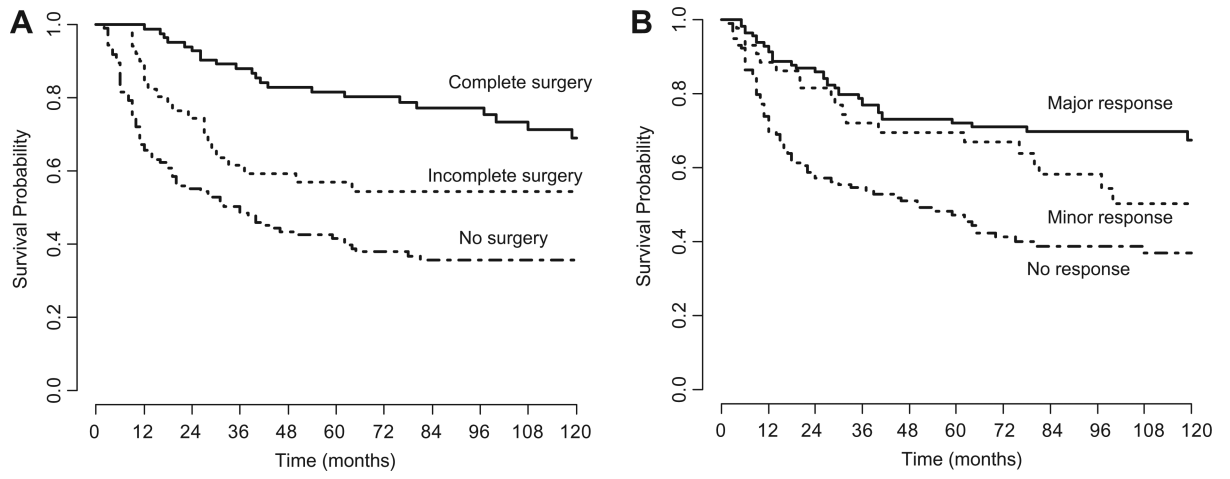 A
Survival Probability
1.0
0.8
0.6
0.4
0.2
0.0
Complete surgery
Incomplete surgery
No surgery
0 12 24 36 48 60 72 84 96 108 120
Time (months)
B
Survival Probability
1.0
0.8
0.6
0.4
0.2
0.0
Major response
Minor response
No response
0 12 24 36 48 60 72 84 96 108 120
Time (months)